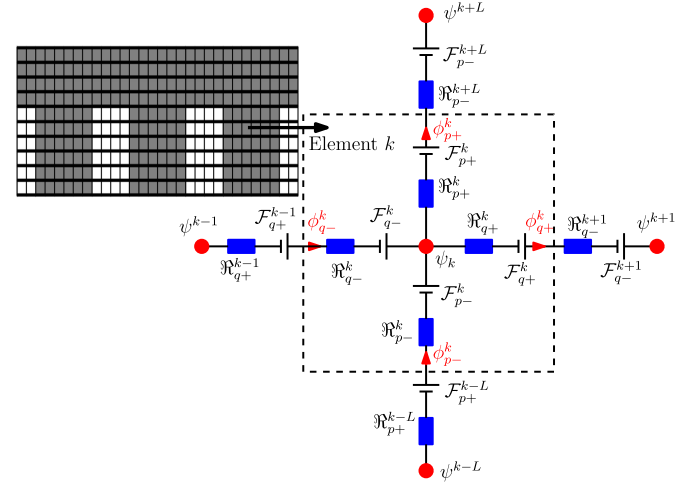 ψ^{k+L}
ℱ_{p-}^{k+L}
ℜ_{p-}^{k+L}
ϕ_{p+}^{k}
Element k
ℱ_{p+}^{k}
ℜ_{p+}^{k}
ψ^{k-1} ℱ_{q+}^{k-1} ϕ_{q-}^{k} ℱ_{q-}^{k} ℜ_{q+}^{k} ϕ_{q+}^{k} ℜ_{q-}^{k+1} ψ^{k+1}
ℜ_{q+}^{k-1} ℜ_{q-}^{k} ψ_k ℱ_{q+}^{k} ℱ_{q-}^{k+1}
ℱ_{p-}^{k}
ℜ_{p-}^{k}
ϕ_{p-}^{k}
ℱ_{p+}^{k-L}
ℜ_{p+}^{k-L}
ψ^{k-L}